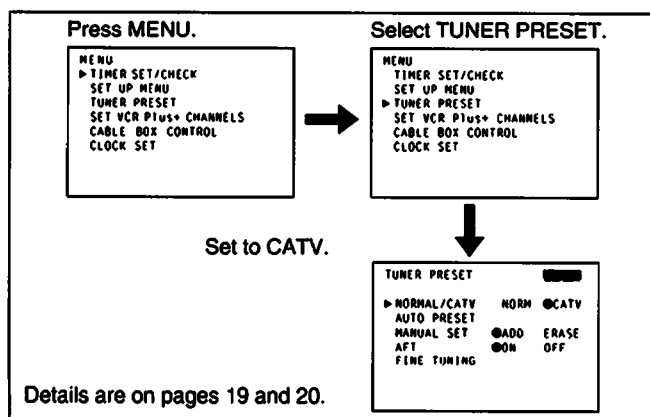 Press MENU.
MENU
▶TIMER SET/CHECK
SET UP MENU
TUNER PRESET
SET VCR Plus+ CHANNELS
CABLE BOX CONTROL
CLOCK SET
Select TUNER PRESET.
MENU
TIMER SET/CHECK
SET UP MENU
▶TUNER PRESET
SET VCR Plus+ CHANNELS
CABLE BOX CONTROL
CLOCK SET
Set to CATV.
TUNER PRESET
▶NORMAL/CATV NORM ●CATV
AUTO PRESET
MANUAL SET ●ADD ERASE
AFT ●ON OFF
FINE TUNING
Details are on pages 19 and 20.